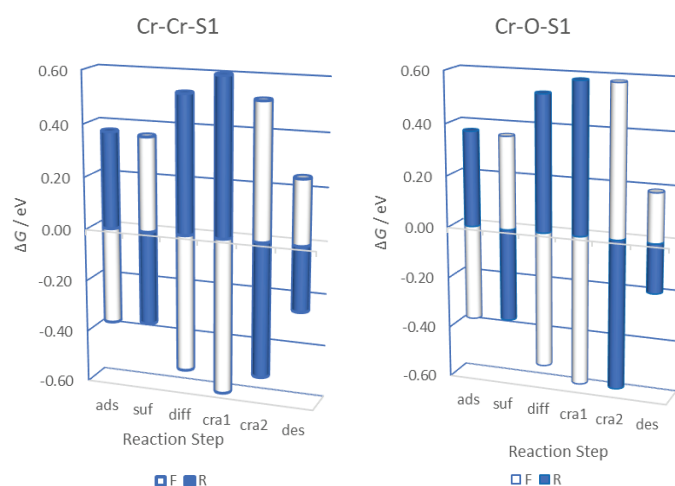 Cr-Cr-S1
0.60
0.40
0.20
0.00
-0.20
-0.40
-0.60
ΔG / eV
ads suf diff cra1 cra2 des
Reaction Step
F R
Cr-O-S1
0.60
0.40
0.20
0.00
-0.20
-0.40
-0.60
ΔG / eV
ads suf diff cra1 cra2 des
Reaction Step
F R